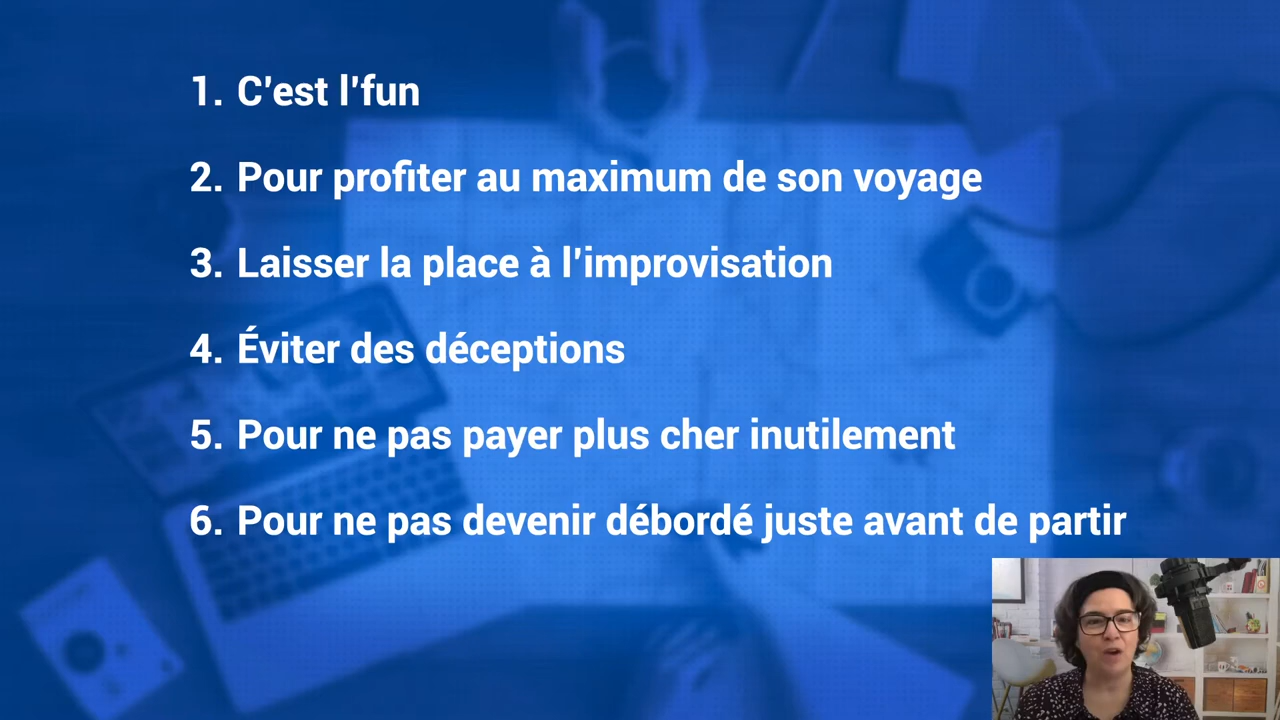 1. C'est l'fun
2. Pour profiter au maximum de son voyage
3. Laisser la place à l'improvisation
4. Éviter des déceptions
5. Pour ne pas payer plus cher inutilement
6. Pour ne pas devenir débordé juste avant de partir